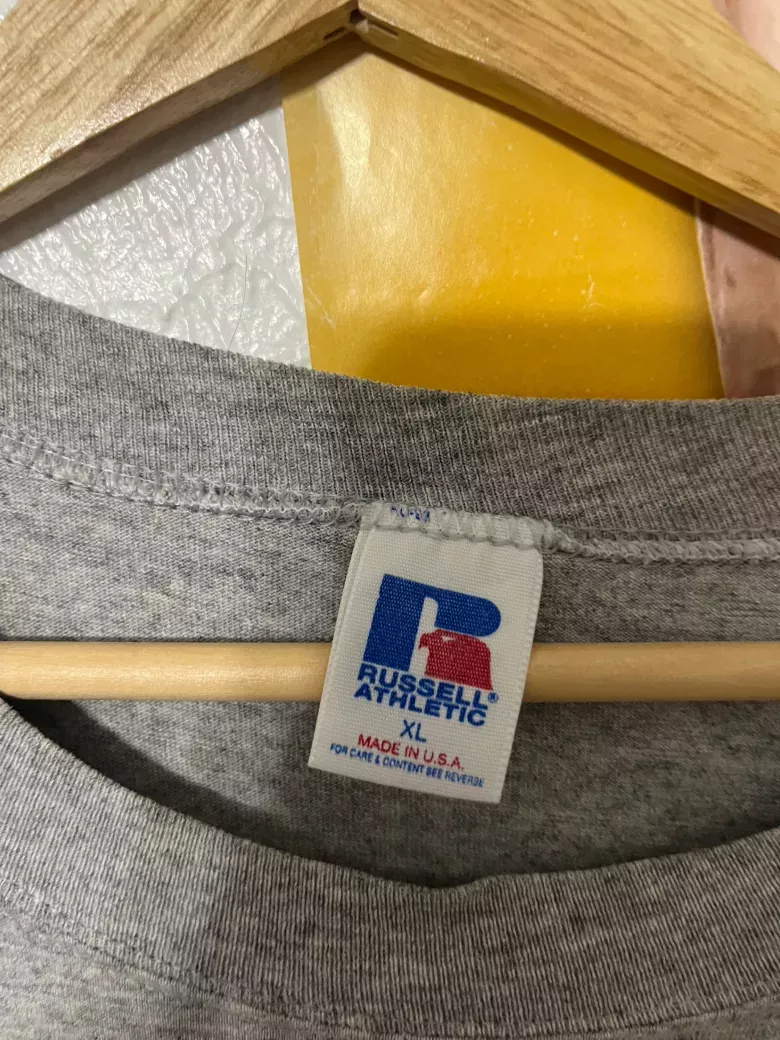 RUSSELL®
ATHLETIC
XL
MADE IN U.S.A.
FOR CARE & CONTENT SEE REVERSE